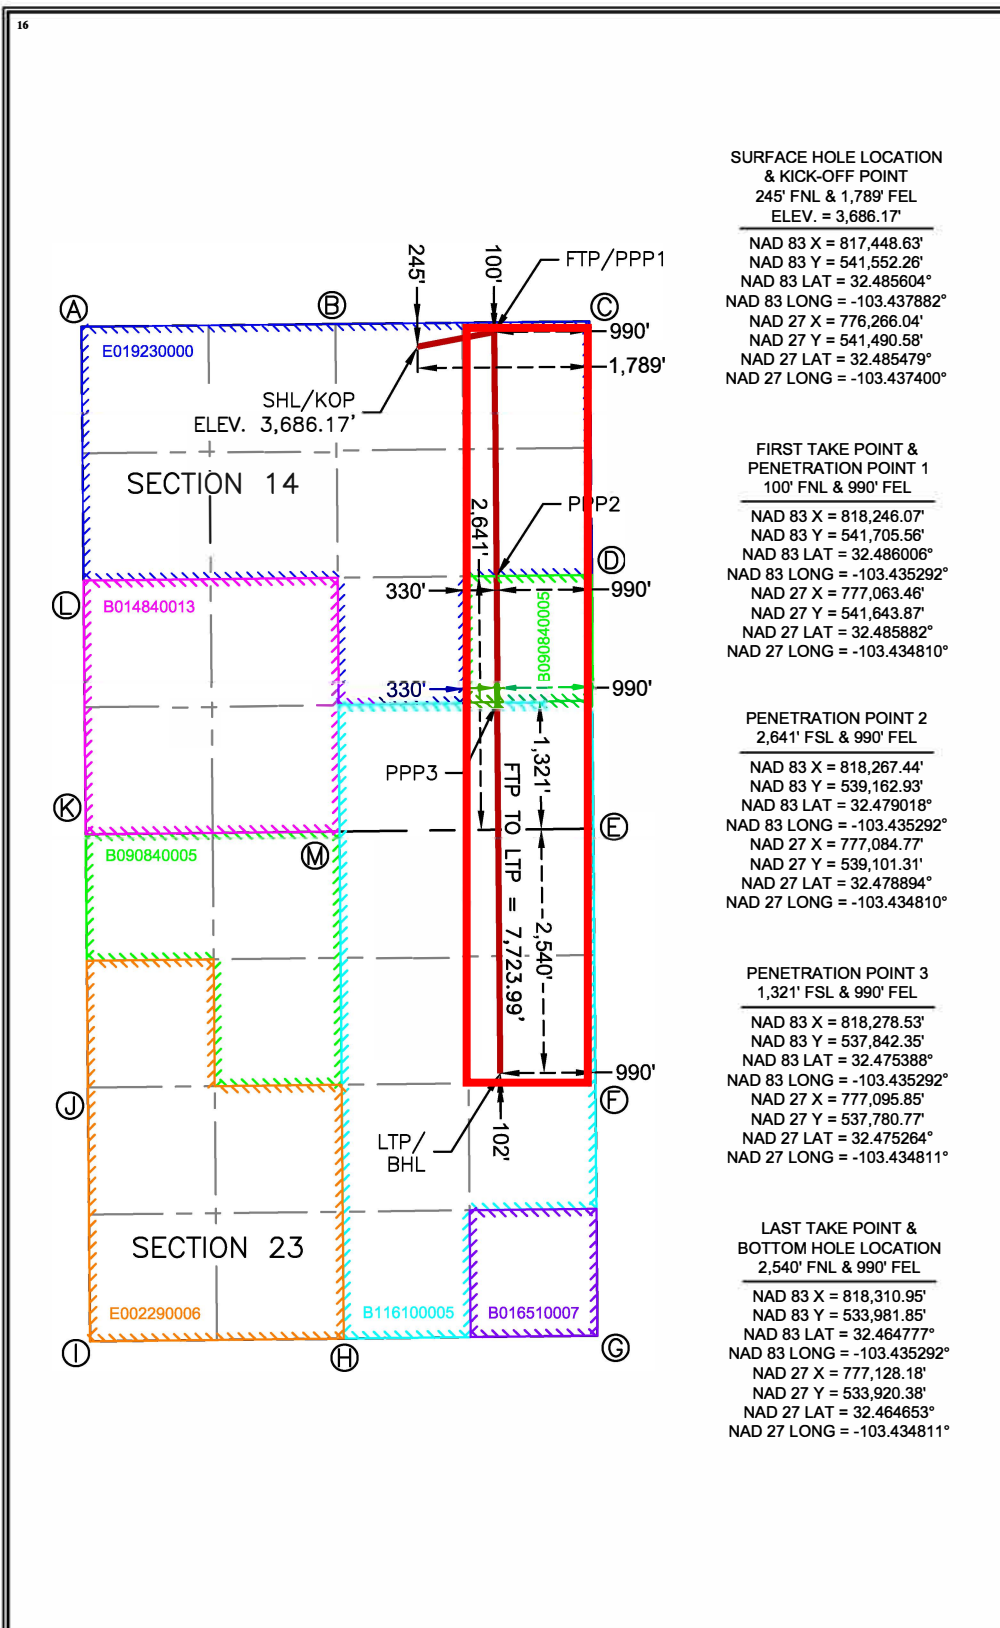 16
SURFACE HOLE LOCATION
& KICK-OFF POINT
245' FNL & 1,789' FEL
ELEV. = 3,686.17'
NAD 83 X = 817,448.63'
NAD 83 Y = 541,552.26'
NAD 83 LAT = 32.485604°
NAD 83 LONG = -103.437882°
NAD 27 X = 776,266.04'
NAD 27 Y = 541,490.58'
NAD 27 LAT = 32.485479°
NAD 27 LONG = -103.437400°
FIRST TAKE POINT &
PENETRATION POINT 1
100' FNL & 990' FEL
NAD 83 X = 818,246.07'
NAD 83 Y = 541,705.56'
NAD 83 LAT = 32.486006°
NAD 83 LONG = -103.435292°
NAD 27 X = 777,063.46'
NAD 27 Y = 541,643.87'
NAD 27 LAT = 32.485882°
NAD 27 LONG = -103.434810°
PENETRATION POINT 2
2,641' FSL & 990' FEL
NAD 83 X = 818,267.44'
NAD 83 Y = 539,162.93'
NAD 83 LAT = 32.479018°
NAD 83 LONG = -103.435292°
NAD 27 X = 777,084.77'
NAD 27 Y = 539,101.31'
NAD 27 LAT = 32.478894°
NAD 27 LONG = -103.434810°
PENETRATION POINT 3
1,321' FSL & 990' FEL
NAD 83 X = 818,278.53'
NAD 83 Y = 537,842.35'
NAD 83 LAT = 32.475388°
NAD 83 LONG = -103.435292°
NAD 27 X = 777,095.85'
NAD 27 Y = 537,780.77'
NAD 27 LAT = 32.475264°
NAD 27 LONG = -103.434811°
LAST TAKE POINT &
BOTTOM HOLE LOCATION
2,540' FNL & 990' FEL
NAD 83 X = 818,310.95'
NAD 83 Y = 533,981.85'
NAD 83 LAT = 32.464777°
NAD 83 LONG = -103.435292°
NAD 27 X = 777,128.18'
NAD 27 Y = 533,920.38'
NAD 27 LAT = 32.464653°
NAD 27 LONG = -103.434811°
245'
100'
FTP/PPP1
A
B
C
990'
E019230000
1,789'
SHL/KOP
ELEV. 3,686.17'
SECTION 14
2,641'
PPP2
D
L
B014840013
330'
990'
B090840005
330'
990'
1,321'
PPP3
FTP TO LTP = 7,723.99'
K
E
B090840005
M
2,540'
990'
J
F
LTP/
BHL
102'
SECTION 23
E002290006
B116100005
B016510007
I
H
G